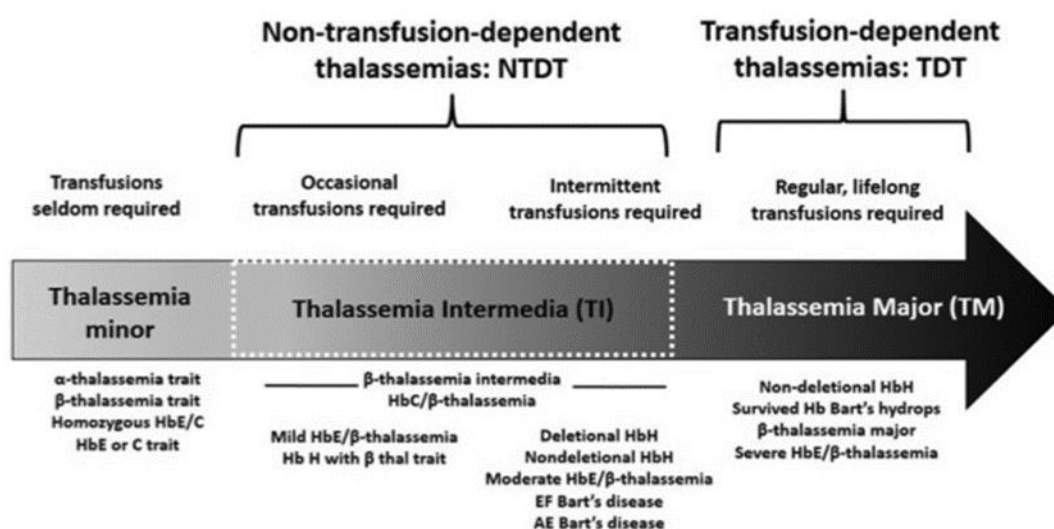 Non-transfusion-dependent
thalassemias: NTDT
Transfusion-dependent
thalassemias: TDT
Transfusions
seldom required
Occasional
transfusions required
Intermittent
transfusions required
Regular, lifelong
transfusions required
Thalassemia
minor
Thalassemia Intermedia (TI)
Thalassemia Major (TM)
α-thalassemia trait
β-thalassemia trait
Homozygous HbE/C
HbE or C trait
β-thalassemia intermedia
HbC/β-thalassemia
Mild HbE/β-thalassemia
Hb H with β thal trait
Deletional HbH
Nondeletional HbH
Moderate HbE/β-thalassemia
EF Bart's disease
AE Bart's disease
Non-deletional HbH
Survived Hb Bart's hydrops
β-thalassemia major
Severe HbE/β-thalassemia